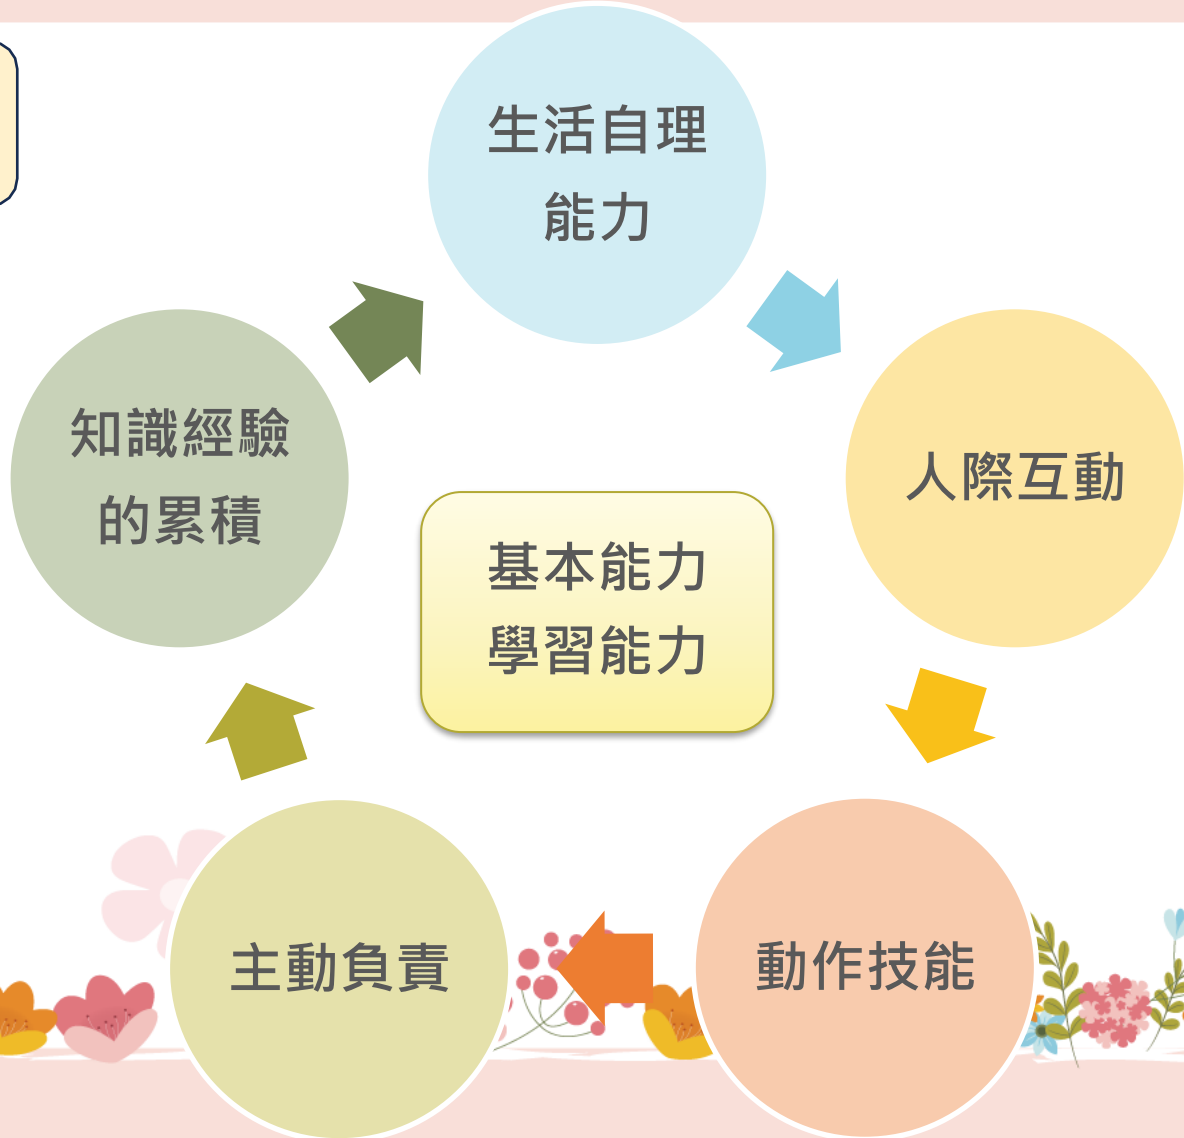 生活自理
能力
人際互動
動作技能
主動負責
知識經驗
的累積
基本能力
學習能力